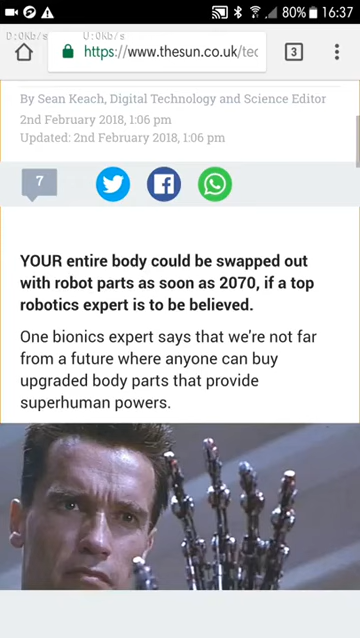 80% 16:37
D:0Kb/s U:0Kb/s
https://www.thesun.co.uk/tec
3
By Sean Keach, Digital Technology and Science Editor
2nd February 2018, 1:06 pm
Updated: 2nd February 2018, 1:06 pm
7
YOUR entire body could be swapped out
with robot parts as soon as 2070, if a top
robotics expert is to be believed.
One bionics expert says that we're not far
from a future where anyone can buy
upgraded body parts that provide
superhuman powers.